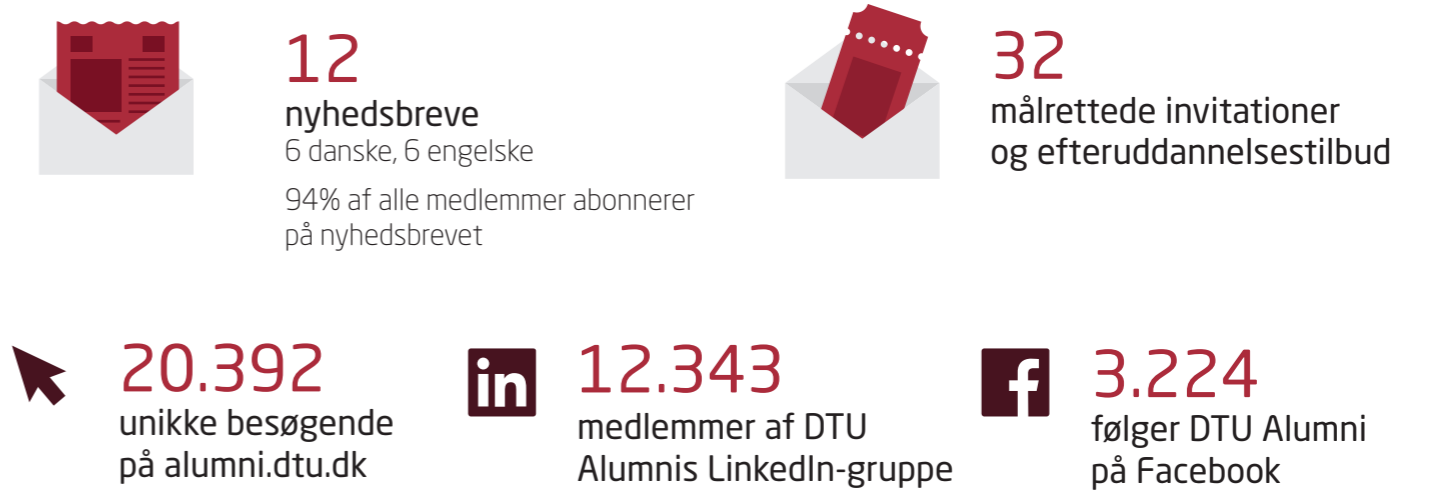 12
nyhedsbreve
6 danske, 6 engelske
94% af alle medlemmer abonnerer
på nyhedsbrevet
32
målrettede invitationer
og efteruddannelsestilbud
20.392
unikke besøgende
på alumni.dtu.dk
in
12.343
medlemmer af DTU
Alumnis LinkedIn-gruppe
f
3.224
følger DTU Alumni
på Facebook